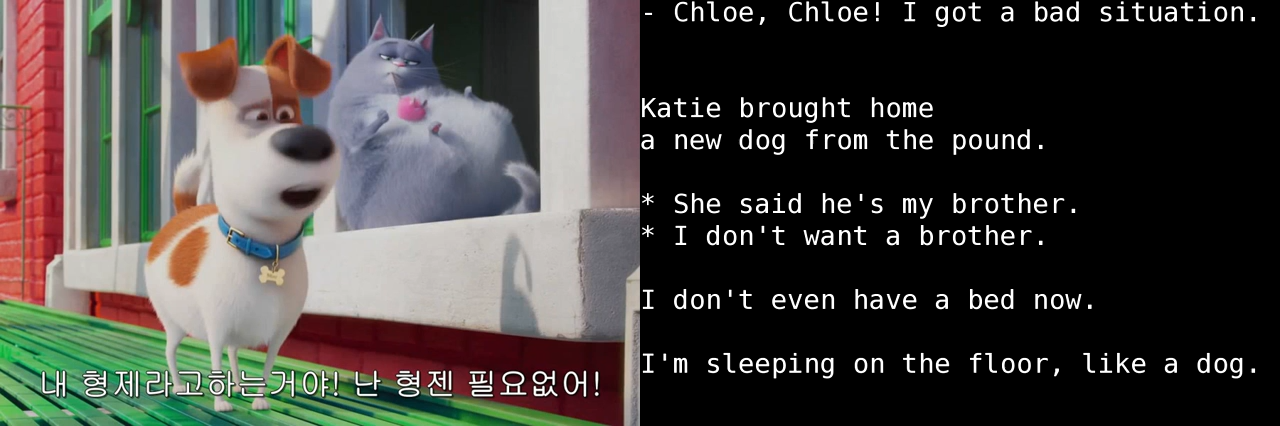 내 형제라고하는거야! 난 형젠 필요없어!
- Chloe, Chloe! I got a bad situation.
Katie brought home
a new dog from the pound.
* She said he's my brother.
* I don't want a brother.
I don't even have a bed now.
I'm sleeping on the floor, like a dog.